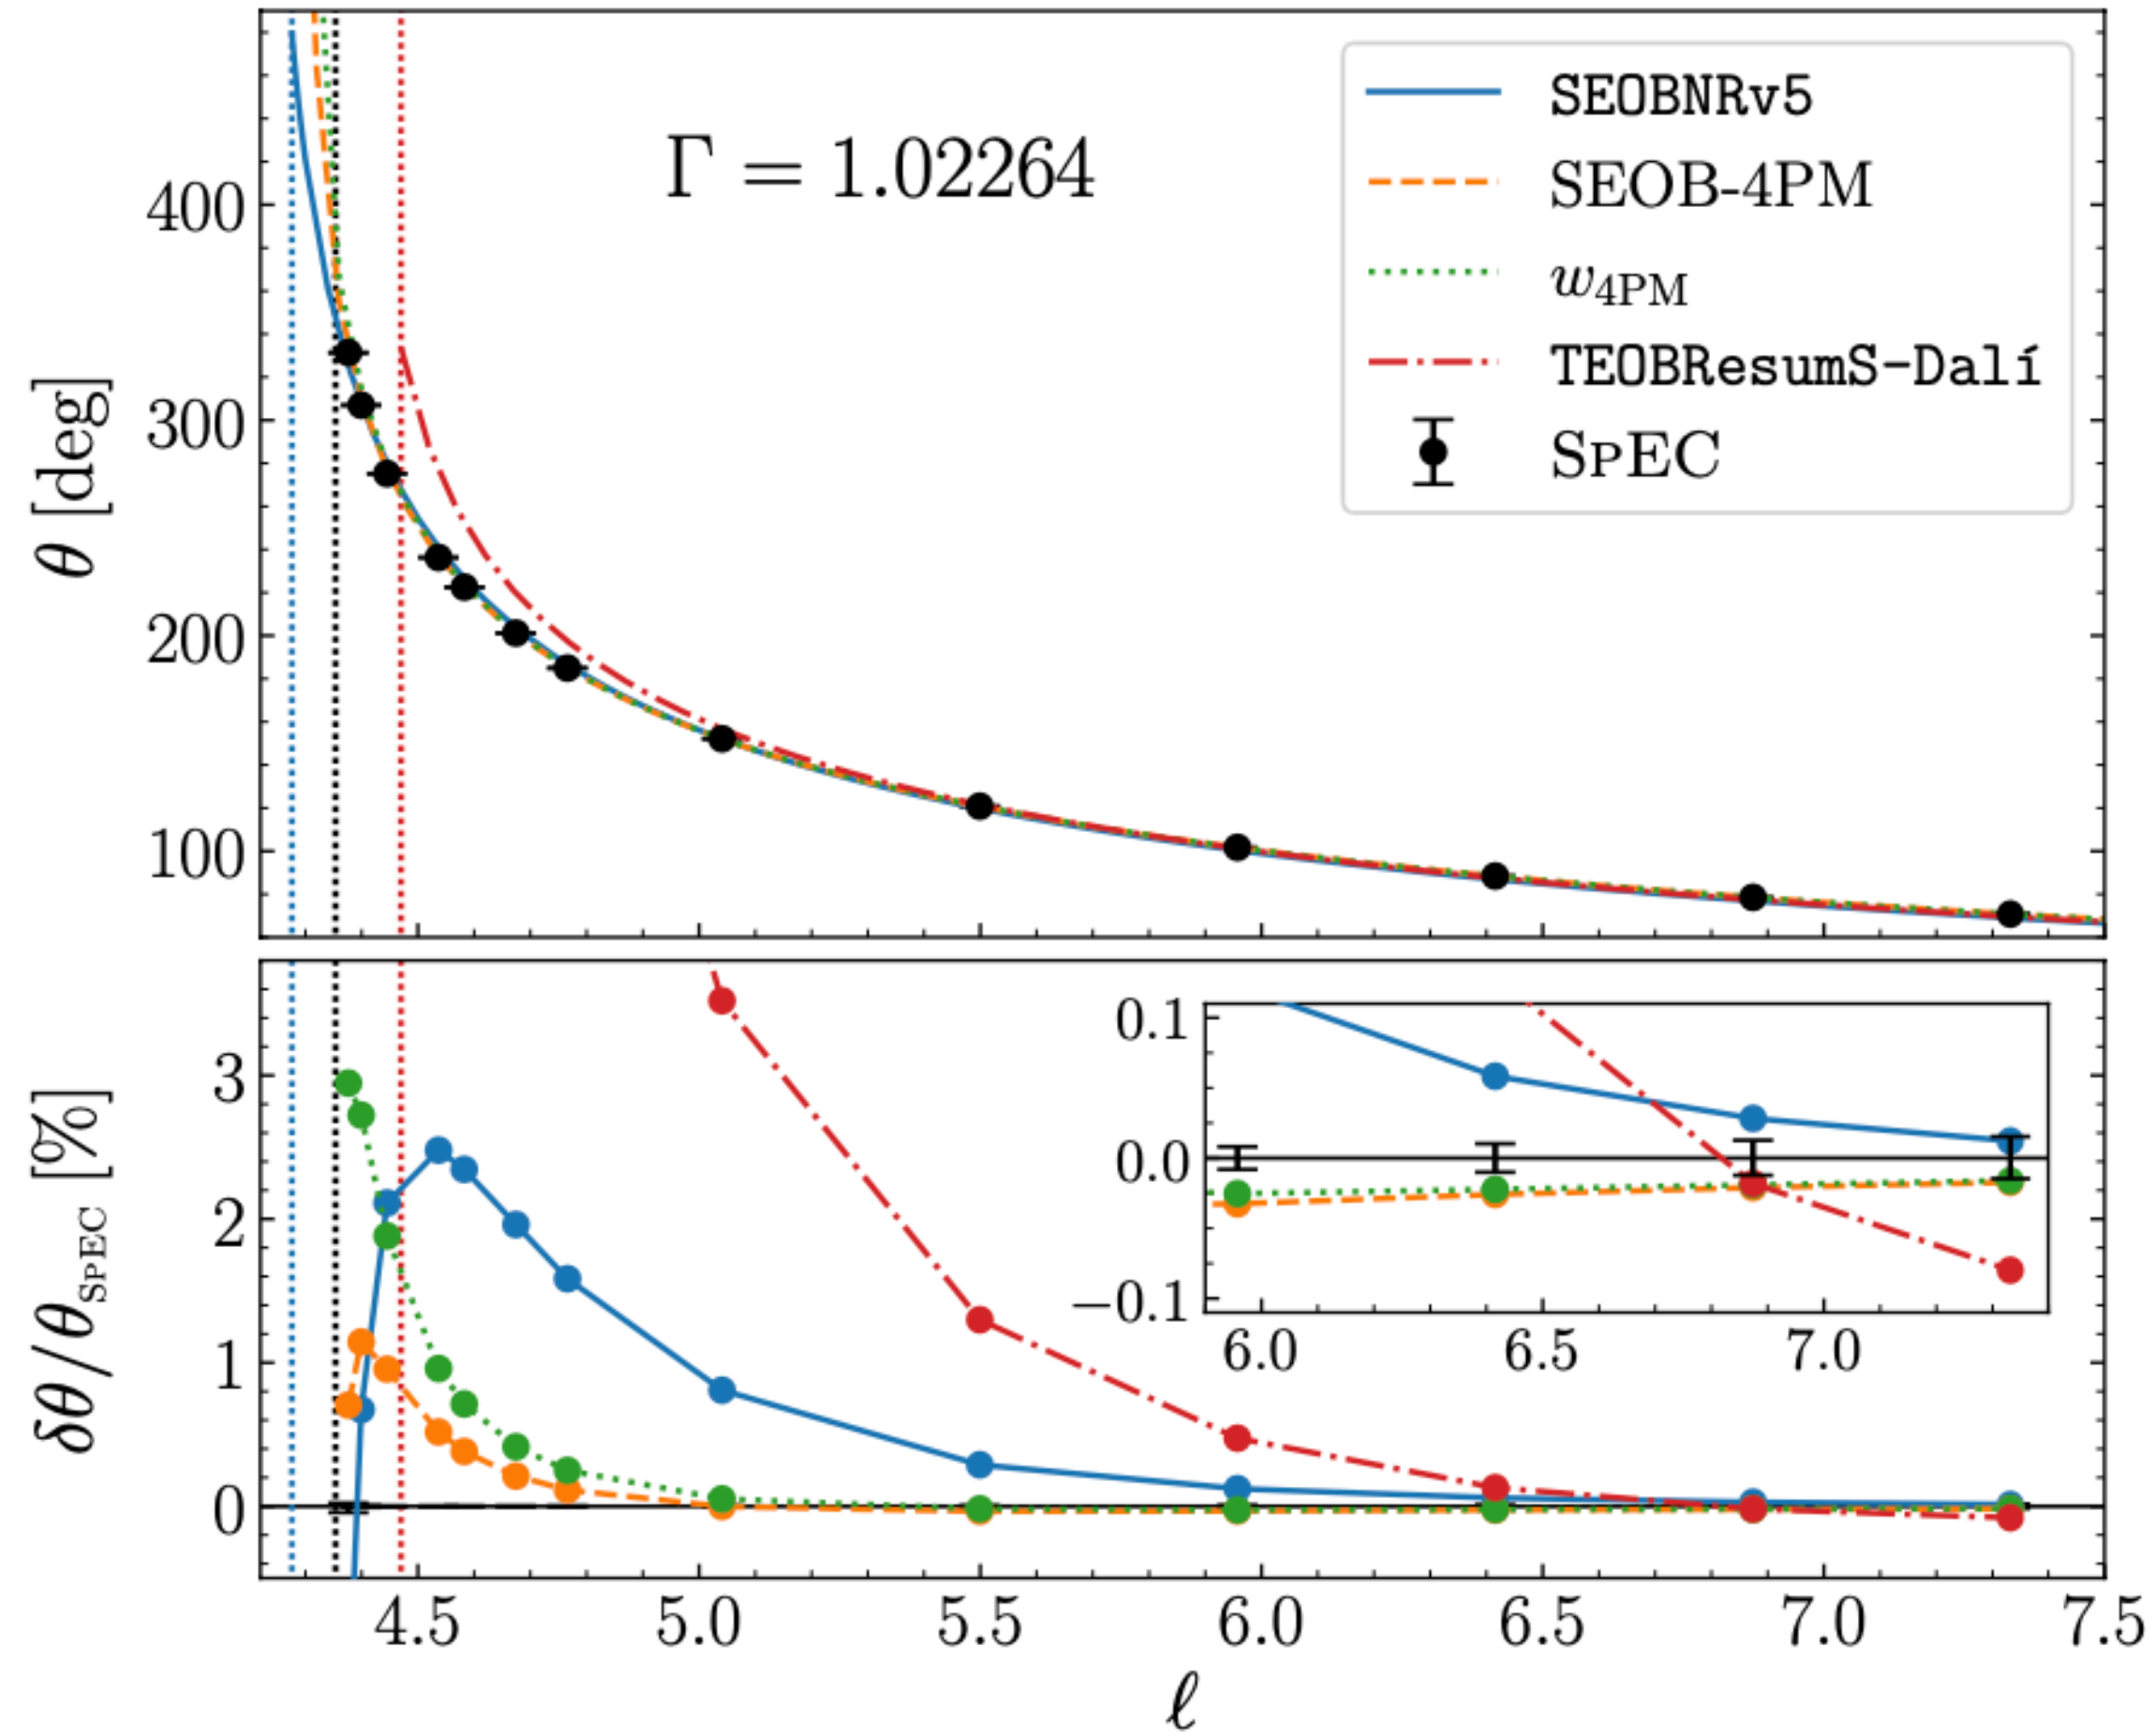 Γ = 1.02264
SEOBNRv5
SEOB-4PM
w4PM
TEOBResumS-Dalí
SPEC
θ [deg]
400
300
200
100
δθ/θSPEC [%]
3
2
1
0
0.1
0.0
−0.1
6.0 6.5 7.0
4.5 5.0 5.5 6.0 6.5 7.0 7.5
ℓ